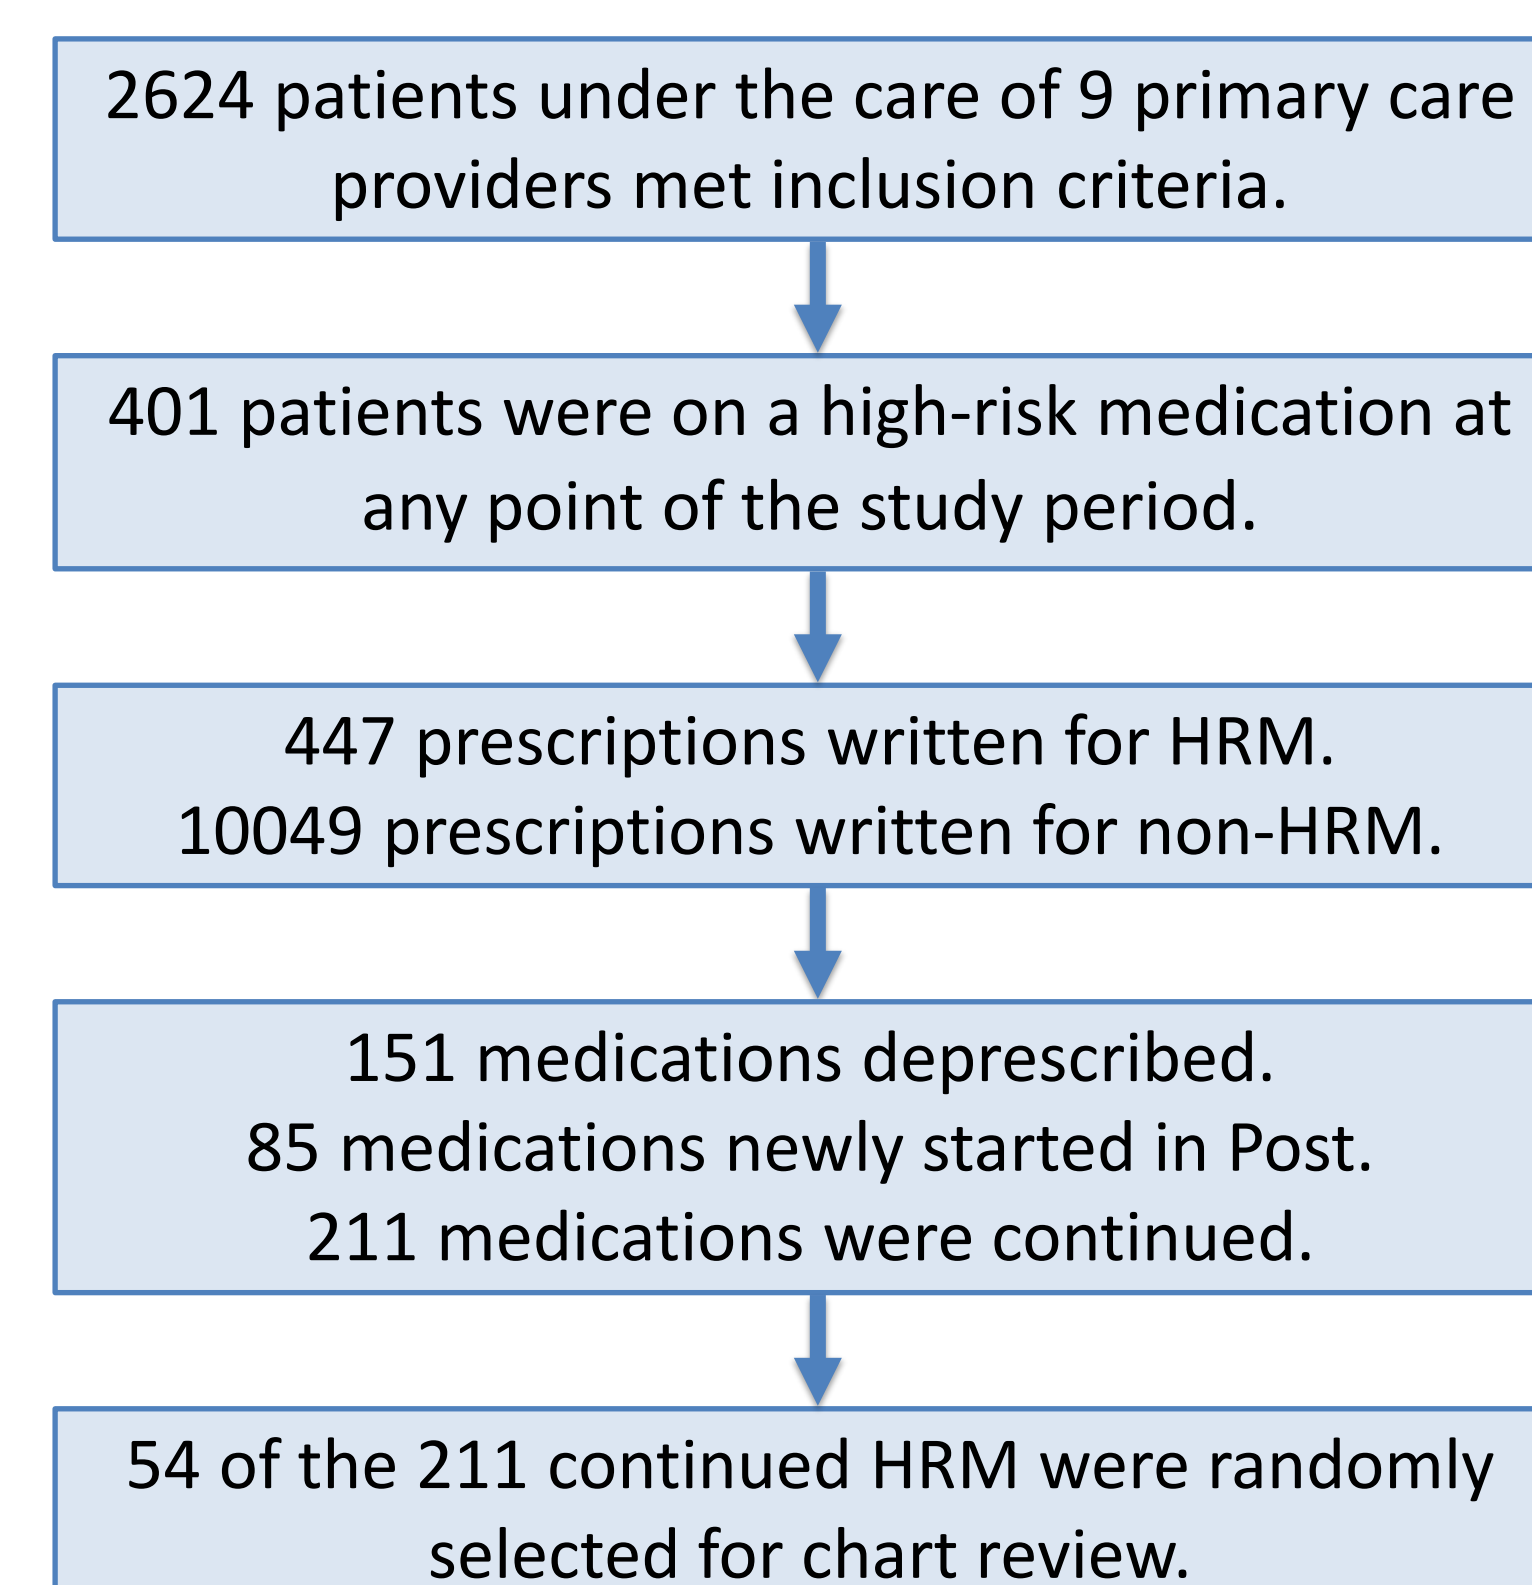 2624 patients under the care of 9 primary care
providers met inclusion criteria.
401 patients were on a high-risk medication at
any point of the study period.
447 prescriptions written for HRM.
10049 prescriptions written for non-HRM.
151 medications deprescribed.
85 medications newly started in Post.
211 medications were continued.
54 of the 211 continued HRM were randomly
selected for chart review.